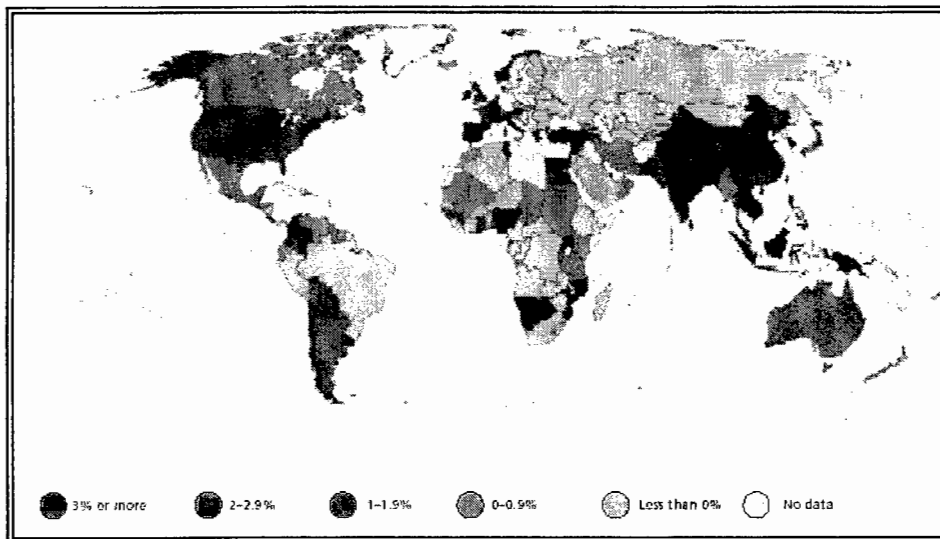 3% or more 2–2.9% 1–1.9% 0–0.9% Less than 0% No data